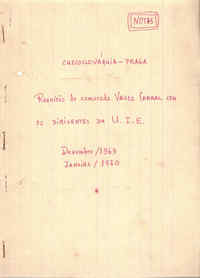 NOTAS
CHECOSLOVÁQUIA - PRAGA
REUNIÕES DO CAMARADA VASCO CABRAL COM
OS DIRIGENTES DA U. I. E.
DEZEMBRO/1969
JANEIRO/1970